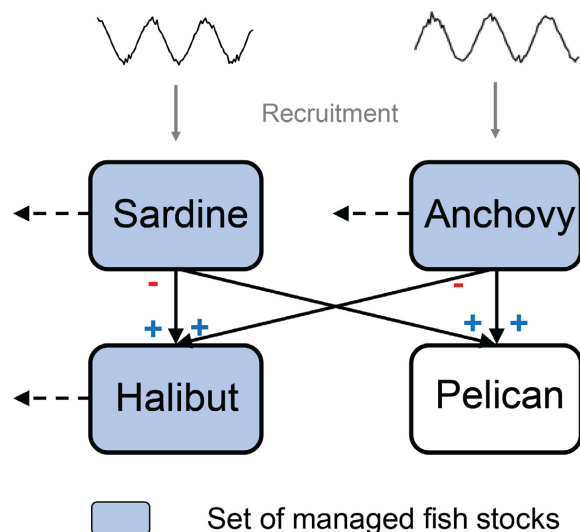 Recruitment
Sardine
Anchovy
- -
+ + + +
Halibut
Pelican
Set of managed fish stocks